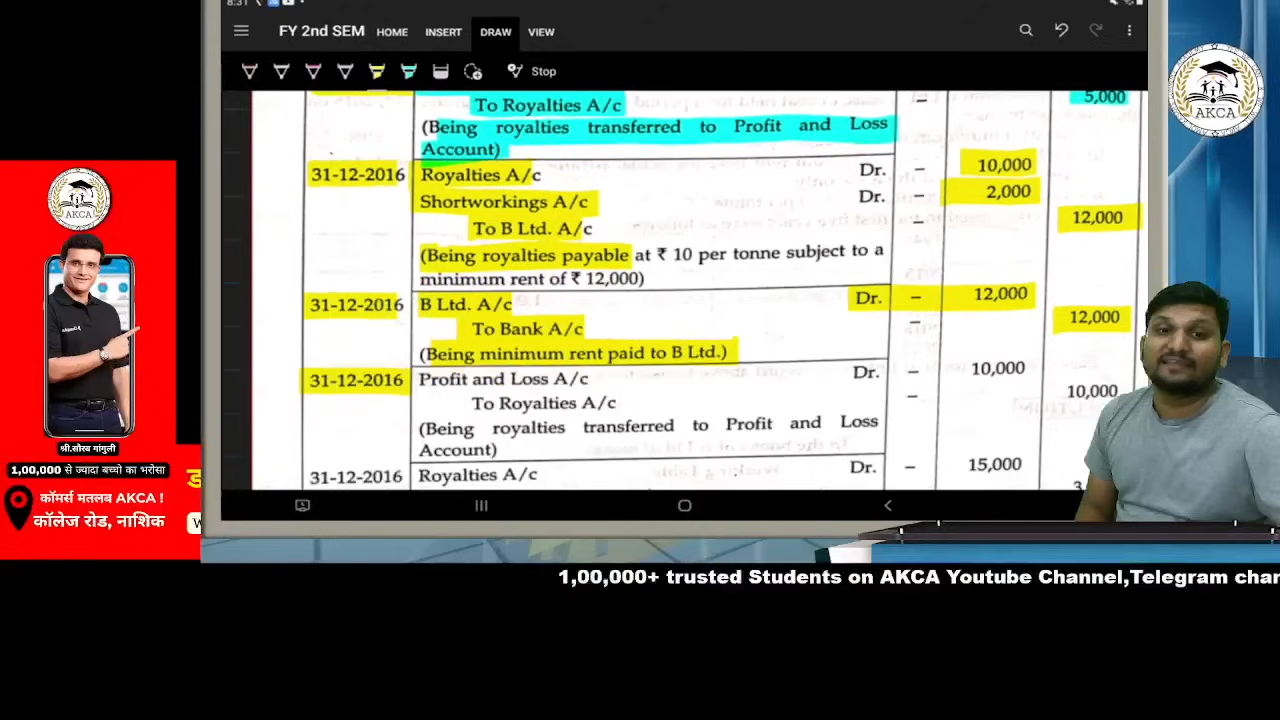 8:31
FY 2nd SEM HOME INSERT DRAW VIEW
Stop
To Royalties A/c – 5,000
(Being royalties transferred to Profit and Loss
Account)
31-12-2016 Royalties A/c Dr. – 10,000
Shortworkings A/c Dr. – 2,000
To B Ltd. A/c – 12,000
(Being royalties payable at ₹ 10 per tonne subject to a
minimum rent of ₹ 12,000)
31-12-2016 B Ltd. A/c Dr. – 12,000
To Bank A/c – 12,000
(Being minimum rent paid to B Ltd.)
31-12-2016 Profit and Loss A/c Dr. – 10,000
To Royalties A/c – 10,000
(Being royalties transferred to Profit and Loss
Account)
31-12-2016 Royalties A/c Dr. – 15,000
AKCA
AKCA
श्री.सौरव गांगुली
1,00,000 से ज्यादा बच्चो का भरोसा
कॉमर्स मतलब AKCA !
कॉलेज रोड, नाशिक
1,00,000+ trusted Students on AKCA Youtube Channel,Telegram chan